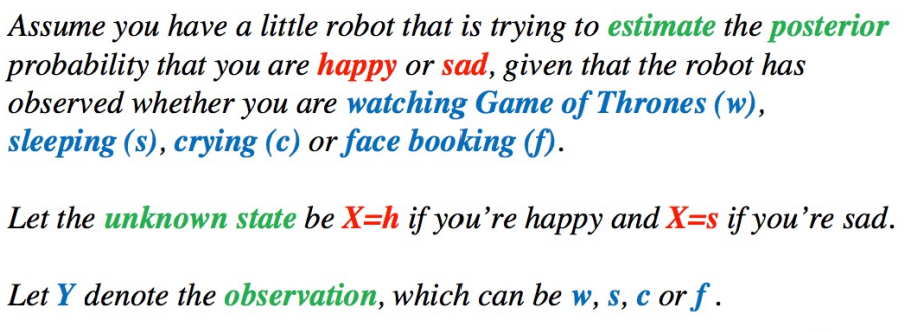 Assume you have a little robot that is trying to estimate the posterior
probability that you are happy or sad, given that the robot has
observed whether you are watching Game of Thrones (w),
sleeping (s), crying (c) or face booking (f).
Let the unknown state be X=h if you’re happy and X=s if you’re sad.
Let Y denote the observation, which can be w, s, c or f .